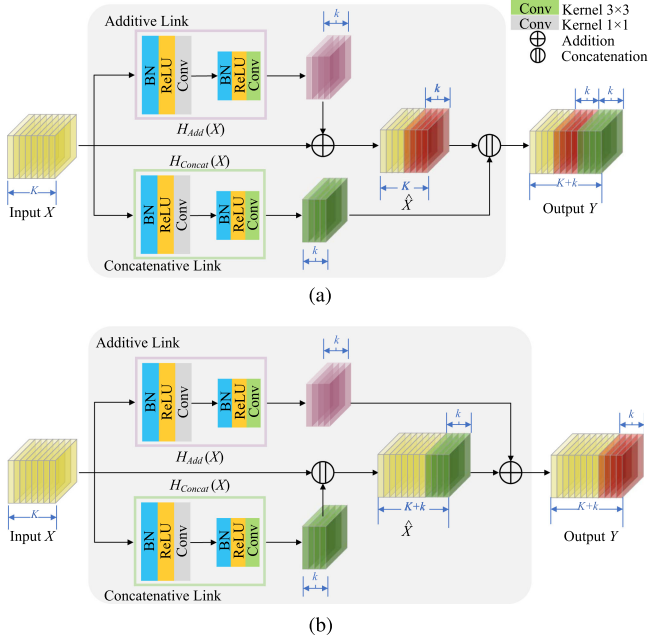 Conv Kernel 3×3
Conv Kernel 1×1
Addition
Concatenation
Additive Link
k
BN ReLU Conv BN ReLU Conv
H_Add(X)
k
k k
K
Input X
H_Concat(X)
K
X̂
K+k
Output Y
BN ReLU Conv BN ReLU Conv
k
Concatenative Link
(a)
Additive Link
k
BN ReLU Conv BN ReLU Conv
H_Add(X)
k
k
K
Input X
H_Concat(X)
K+k
X̂
K+k
Output Y
BN ReLU Conv BN ReLU Conv
k
Concatenative Link
(b)